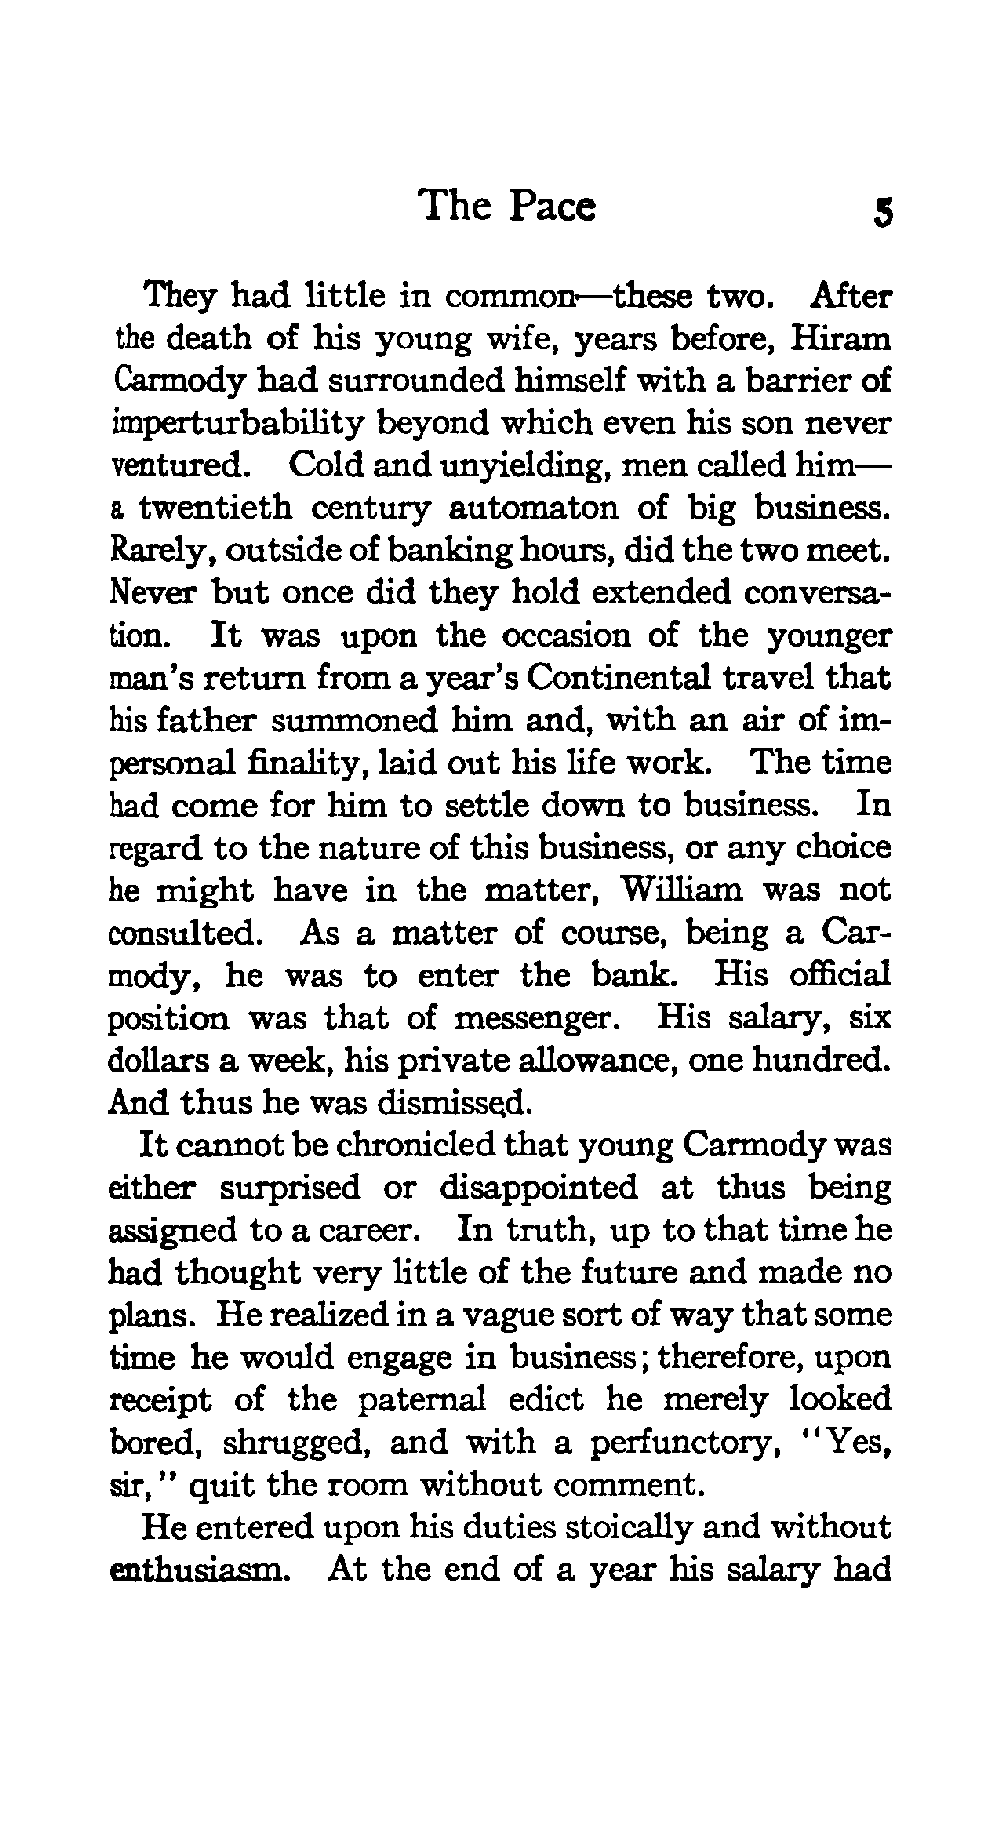 The Pace 5
They had little in common—these two. After
the death of his young wife, years before, Hiram
Carmody had surrounded himself with a barrier of
imperturbability beyond which even his son never
ventured. Cold and unyielding, men called him—
a twentieth century automaton of big business.
Rarely, outside of banking hours, did the two meet.
Never but once did they hold extended conversa-
tion. It was upon the occasion of the younger
man's return from a year's Continental travel that
his father summoned him and, with an air of im-
personal finality, laid out his life work. The time
had come for him to settle down to business. In
regard to the nature of this business, or any choice
he might have in the matter, William was not
consulted. As a matter of course, being a Car-
mody, he was to enter the bank. His official
position was that of messenger. His salary, six
dollars a week, his private allowance, one hundred.
And thus he was dismissed.
It cannot be chronicled that young Carmody was
either surprised or disappointed at thus being
assigned to a career. In truth, up to that time he
had thought very little of the future and made no
plans. He realized in a vague sort of way that some
time he would engage in business; therefore, upon
receipt of the paternal edict he merely looked
bored, shrugged, and with a perfunctory, "Yes,
sir," quit the room without comment.
He entered upon his duties stoically and without
enthusiasm. At the end of a year his salary had